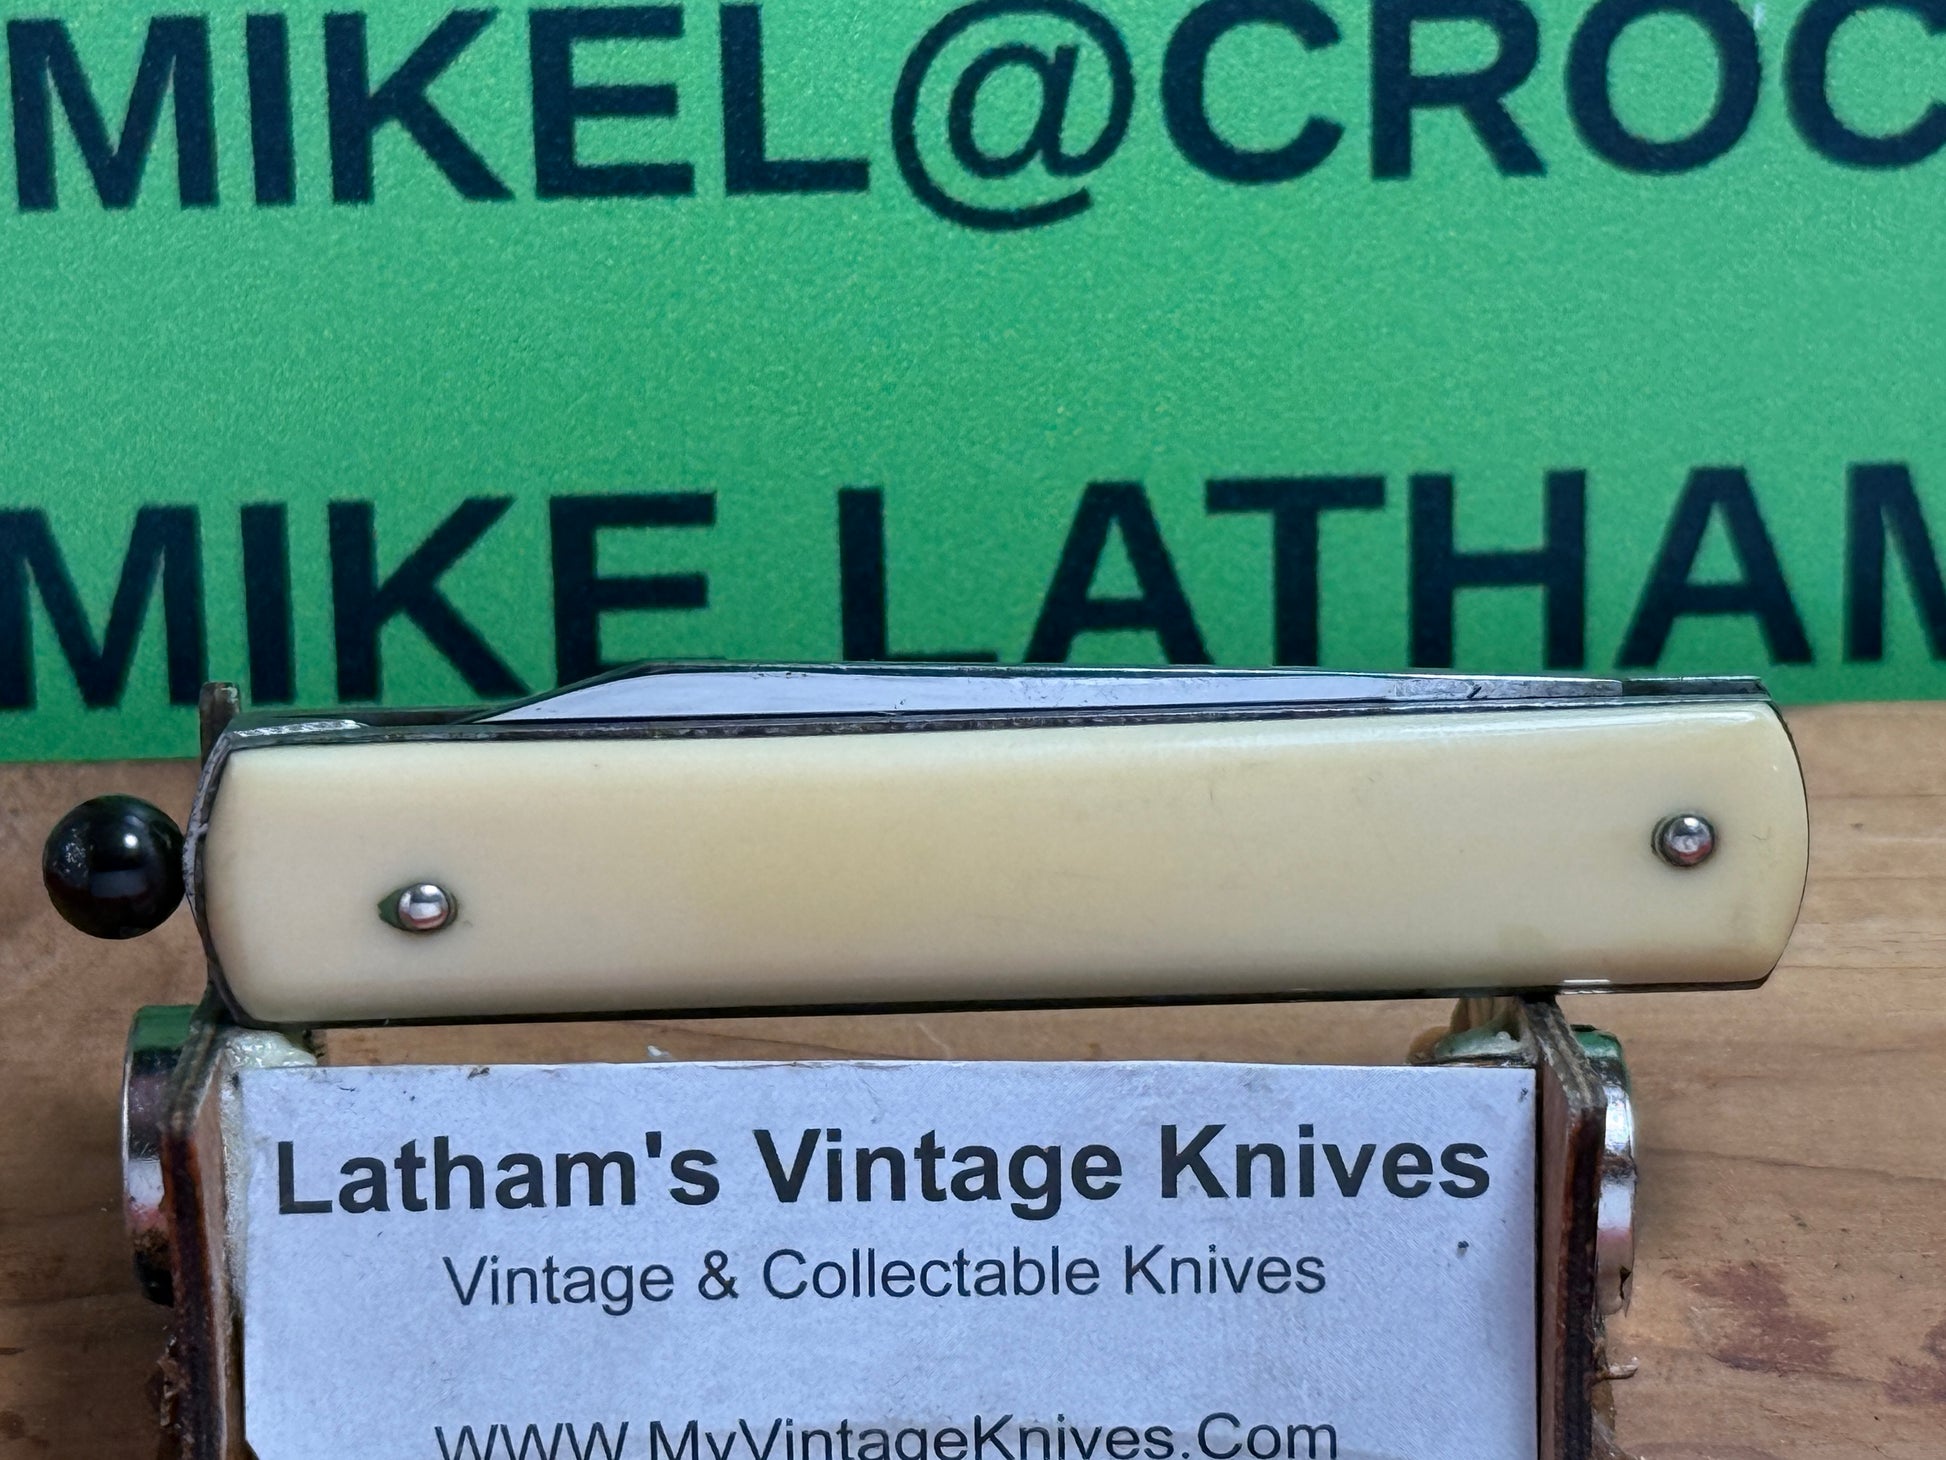 MIKEL@CROC
MIKE LATHAM
Latham's Vintage Knives
Vintage & Collectable Knives
WWW.MyVintageKnives.Com